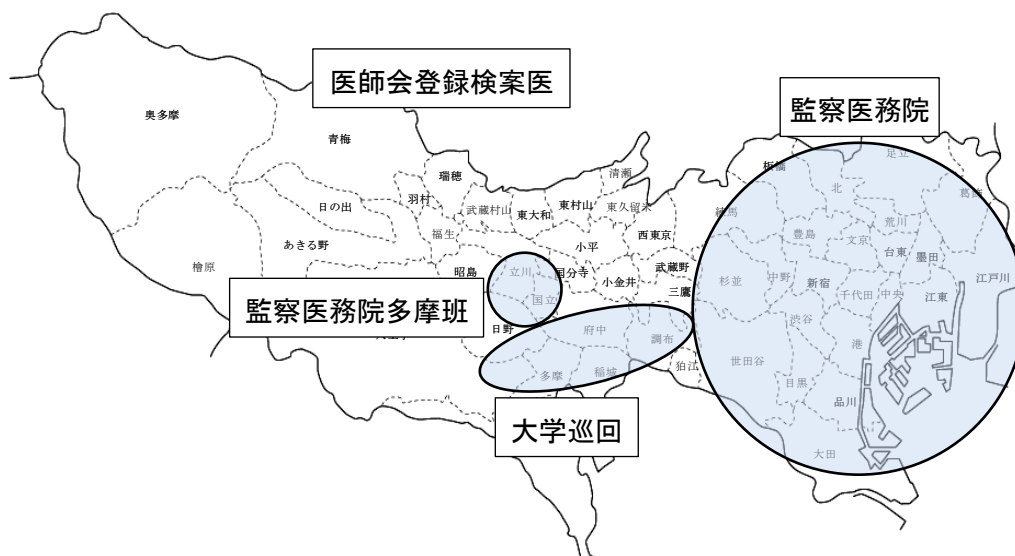 医師会登録検案医
監察医務院
奥多摩
青梅
足立
板橋
瑞穂
清瀬
北
葛飾
羽村
武蔵村山
東大和
東村山
東久留米
練馬
日の出
福生
豊島
文京
荒川
小平
西東京
あきる野
台東
墨田
檜原
昭島
立川
国分寺
小金井
武蔵野
杉並
中野
新宿
江戸川
国立
三鷹
千代田
中央
江東
監察医務院多摩班
日野
府中
調布
渋谷
港
世田谷
多摩
稲城
狛江
目黒
品川
大学巡回
大田